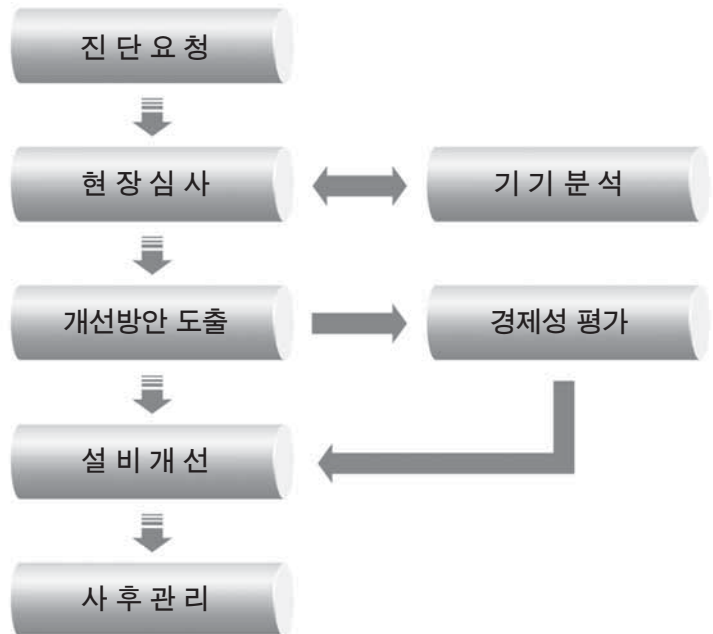 진단요청
현장심사
기기분석
개선방안 도출
경제성 평가
설비개선
사후관리